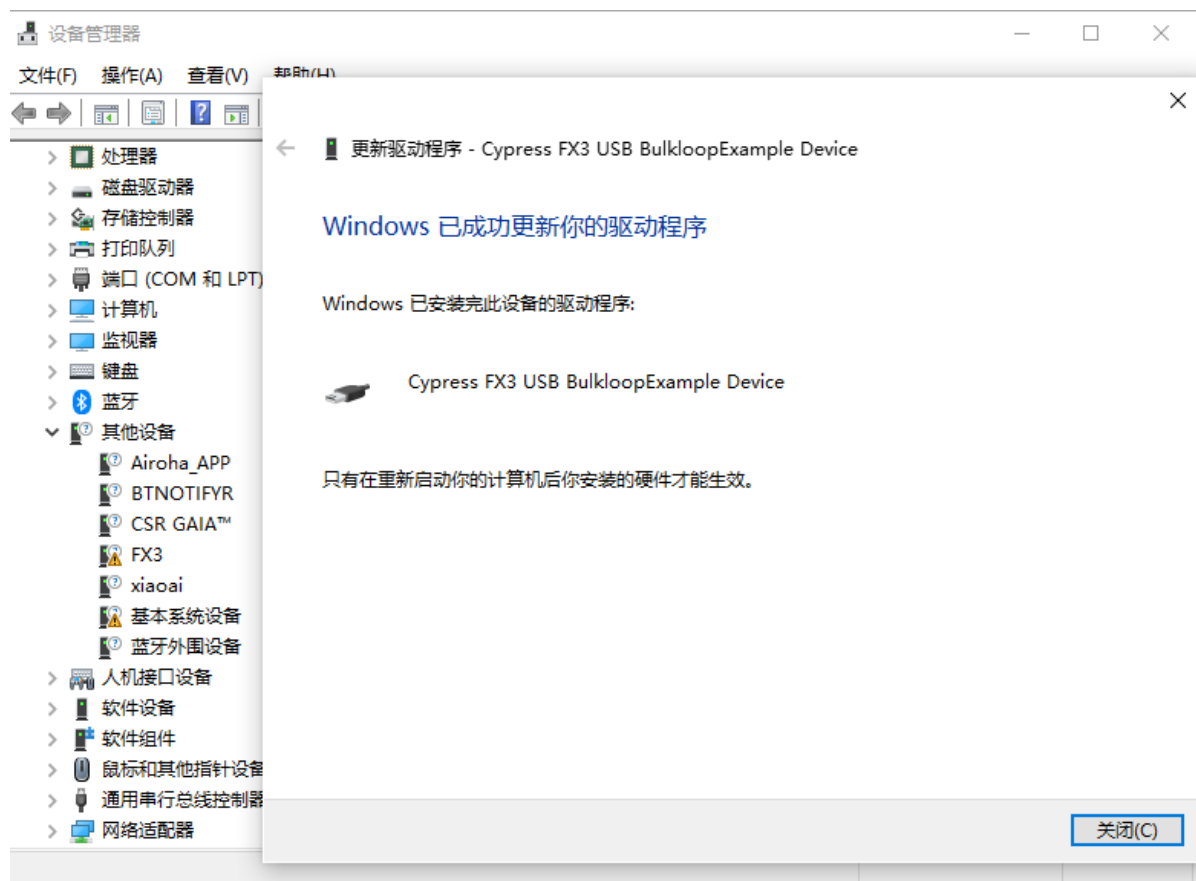 设备管理器
文件(F) 操作(A) 查看(V) 帮助(H)
处理器
磁盘驱动器
存储控制器
打印队列
端口 (COM 和 LPT)
计算机
监视器
键盘
蓝牙
其他设备
Airoha_APP
BTNOTIFYR
CSR GAIA™
FX3
xiaoai
基本系统设备
蓝牙外围设备
人机接口设备
软件设备
软件组件
鼠标和其他指针设备
通用串行总线控制器
网络适配器
更新驱动程序 - Cypress FX3 USB BulkloopExample Device
Windows 已成功更新你的驱动程序
Windows 已安装完此设备的驱动程序:
Cypress FX3 USB BulkloopExample Device
只有在重新启动你的计算机后你安装的硬件才能生效。
关闭(C)